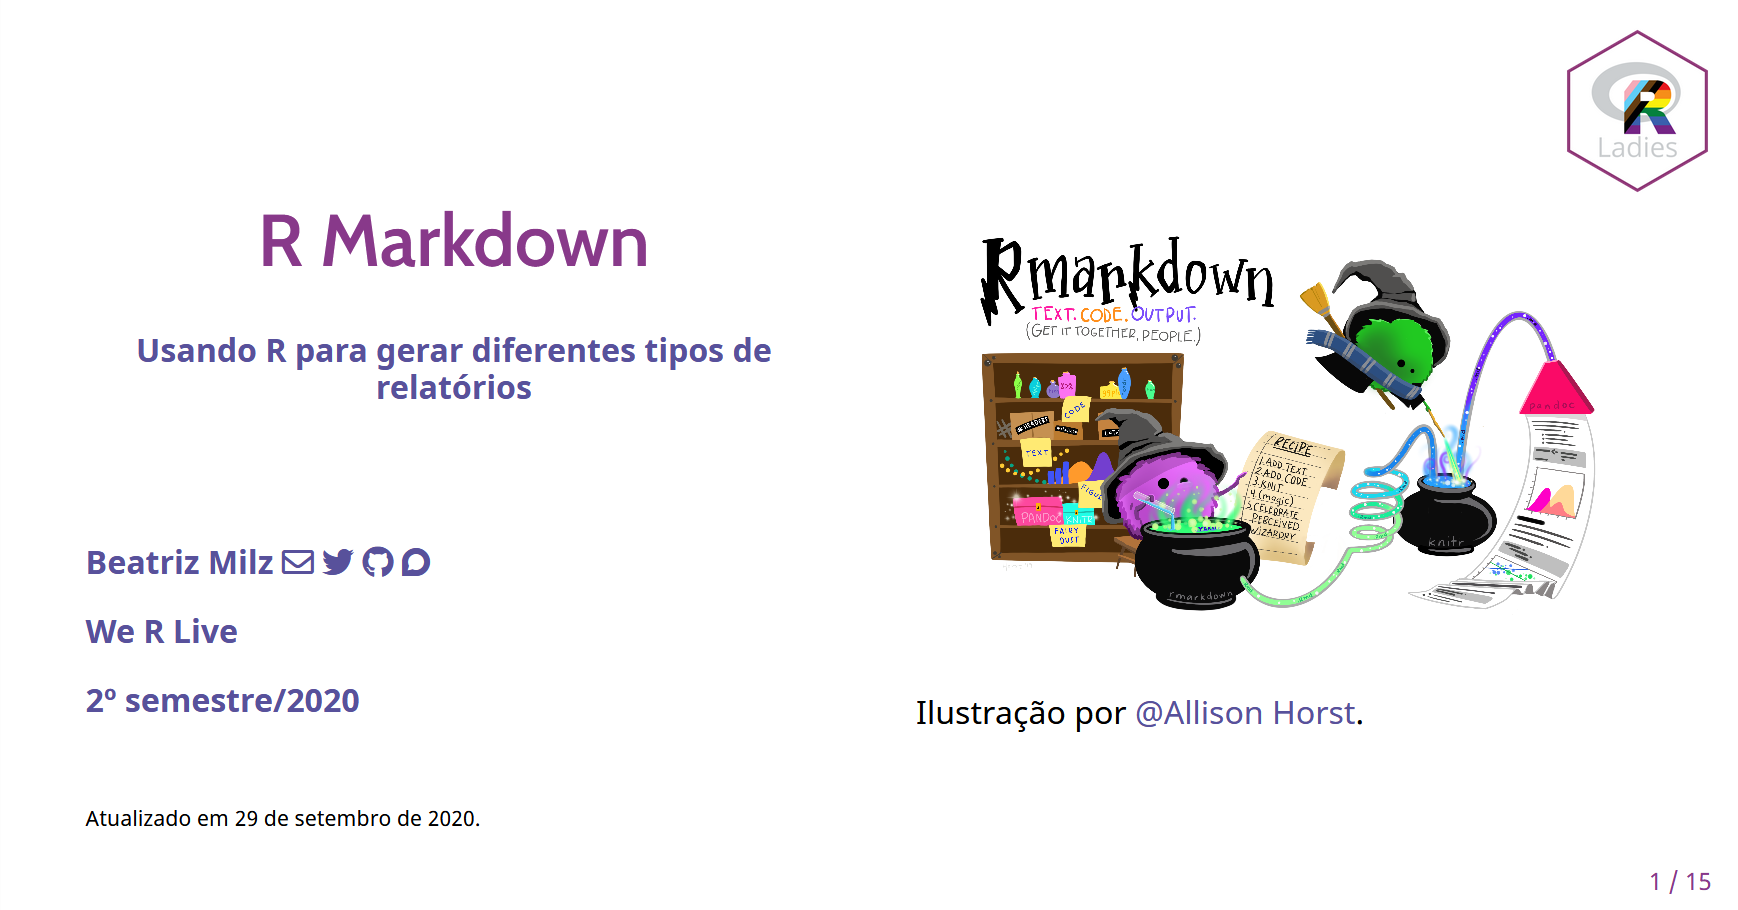 Ladies
R Markdown
Usando R para gerar diferentes tipos de
relatórios
Beatriz Milz
We R Live
2º semestre/2020
Atualizado em 29 de setembro de 2020.
Rmarkdown
TEXT. CODE. OUTPUT.
(GET IT TOGETHER, PEOPLE.)
CODE
#HEADERS
TEXT
PANDOC
KNITR
FAIRY
DUST
RECIPE
1. ADD TEXT
2. ADD CODE
3. KNIT
4. (magic)
5. CELEBRATE
PERCEIVED
WIZARDRY
rmarkdown
knitr
pandoc
Ilustração por @Allison Horst.
1 / 15